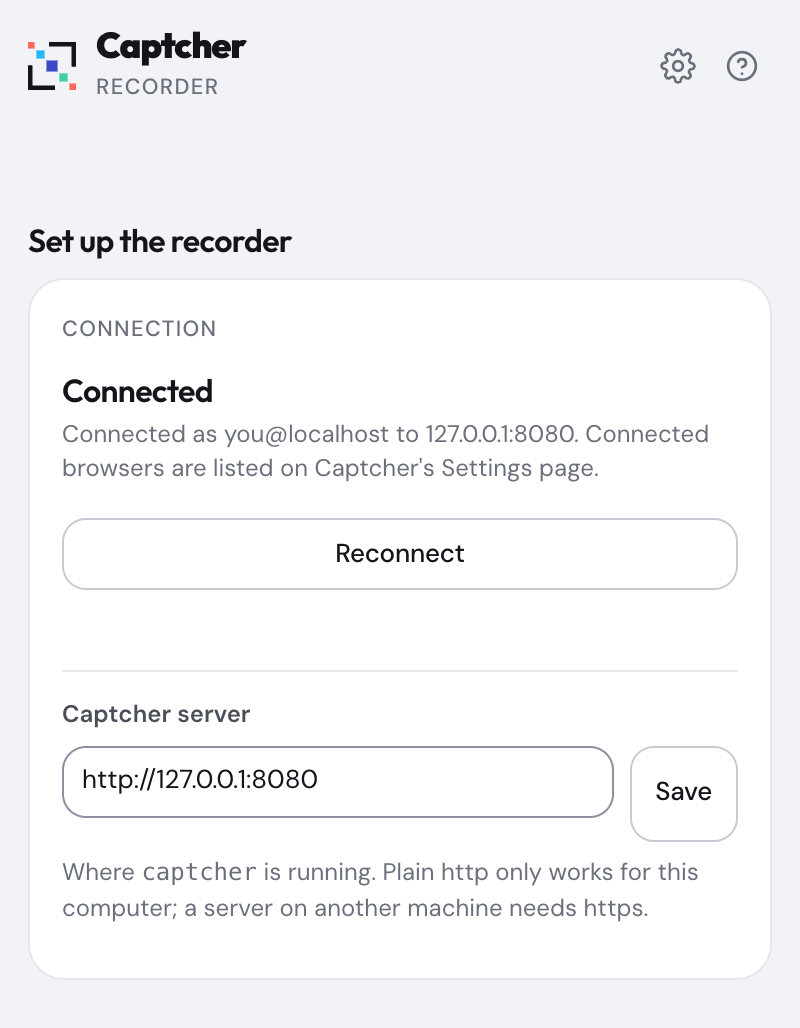 Captcher
RECORDER
Set up the recorder
CONNECTION
Connected
Connected as you@localhost to 127.0.0.1:8080. Connected
browsers are listed on Captcher's Settings page.
Reconnect
Captcher server
http://127.0.0.1:8080
Save
Where captcher is running. Plain http only works for this
computer; a server on another machine needs https.